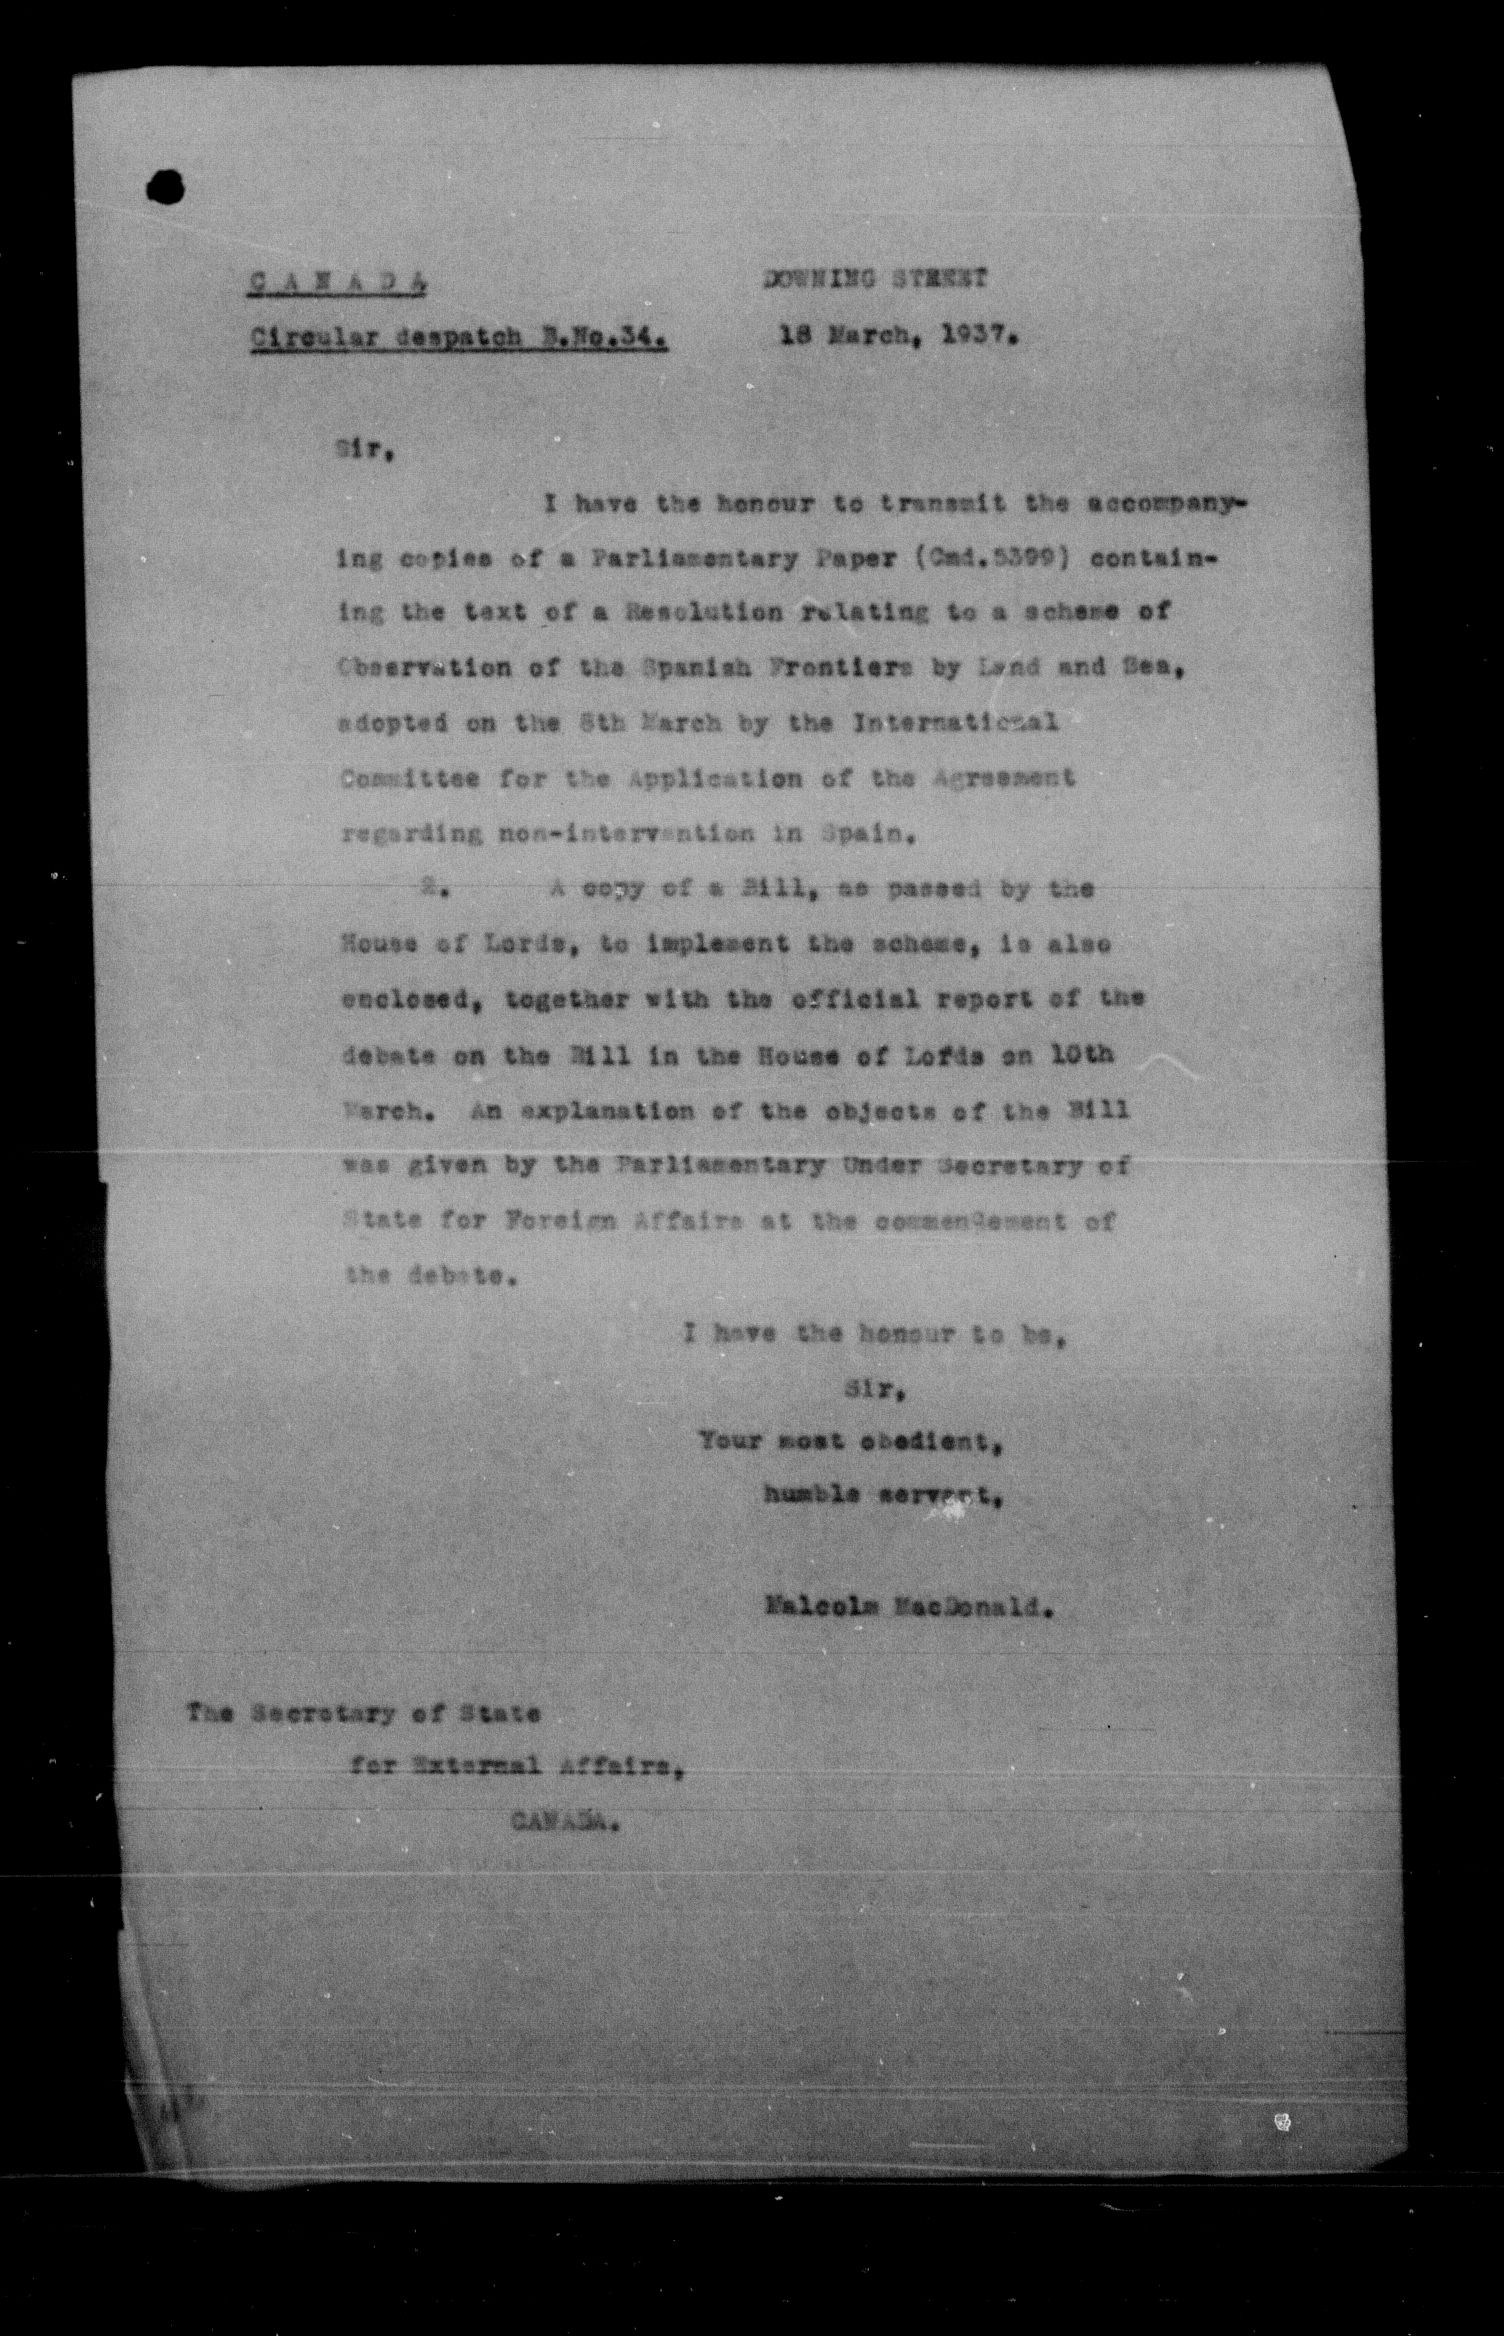 CANADA
DOWNING STREET
Circular despatch B.No.34.
18 March, 1937.
Sir,
I have the honour to transmit the accompany-
ing copies of a Parliamentary Paper (Cmd.5399) contain-
ing the text of a Resolution relating to a scheme of
Observation of the Spanish Frontiers by Land and Sea,
adopted on the 8th March by the International
Committee for the Application of the Agreement
regarding non-intervention in Spain.
2. A copy of a Bill, as passed by the
House of Lords, to implement the scheme, is also
enclosed, together with the official report of the
debate on the Bill in the House of Lords on 10th
March. An explanation of the objects of the Bill
was given by the Parliamentary Under Secretary of
State for Foreign Affairs at the commencement of
the debate.
I have the honour to be,
Sir,
Your most obedient,
humble servant,
Malcolm MacDonald.
The Secretary of State
for External Affairs,
CANADA.